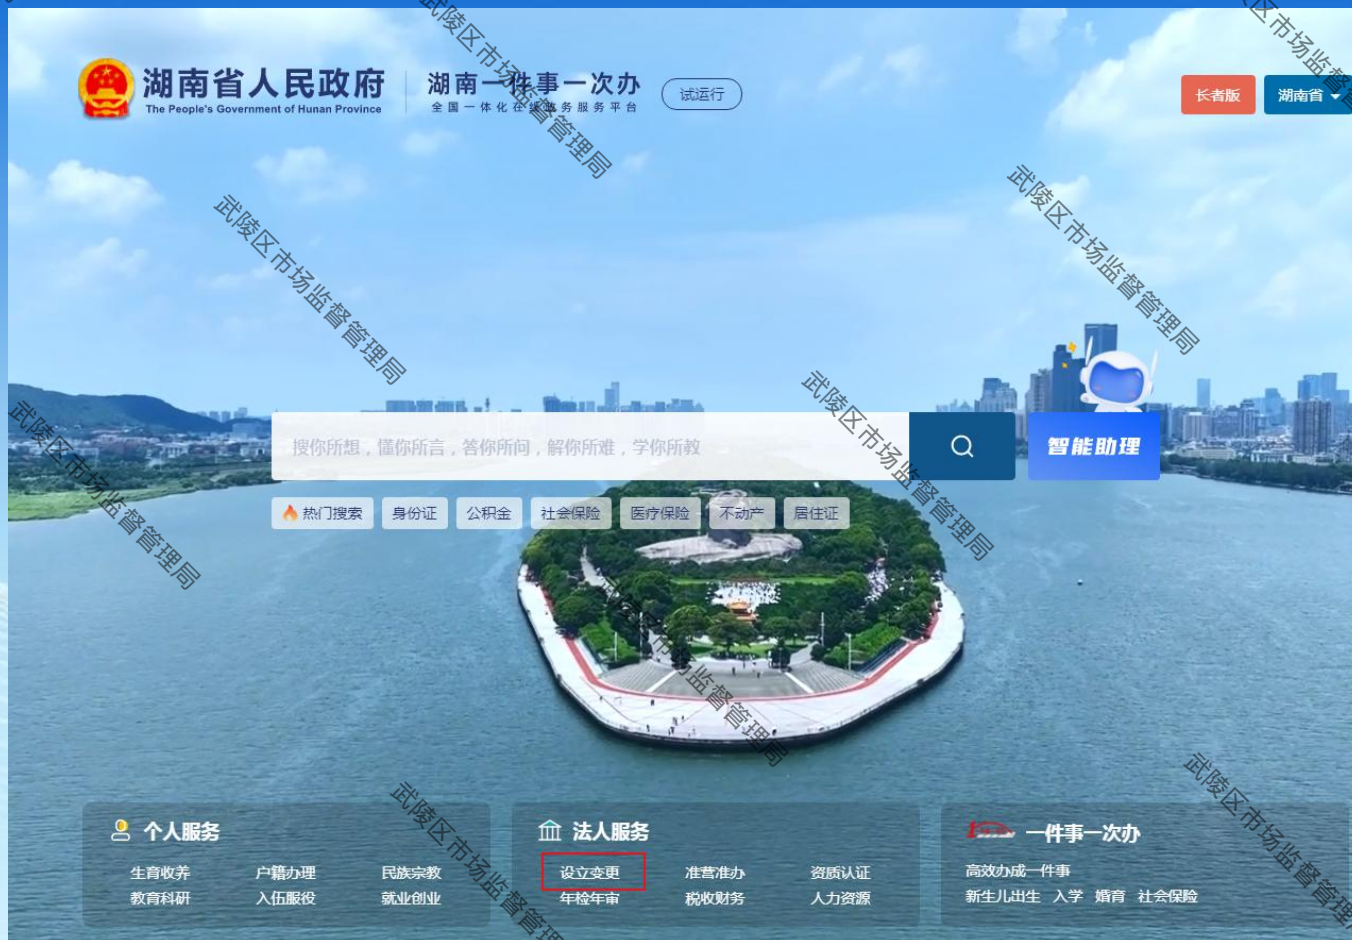 湖南省人民政府
The People's Government of Hunan Province
湖南一件事一次办
全国一体化在线政务服务平台
试运行
长者版
湖南省
搜你所想，懂你所言，答你所问，解你所难，学你所教
智能助理
热门搜索 身份证 公积金 社会保险 医疗保险 不动产 居住证
个人服务
生育收养 户籍办理 民族宗教
教育科研 入伍服役 就业创业
法人服务
设立变更 准营准办 资质认证
年检年审 税收财务 人力资源
一件事一次办
高效办成一件事
新生儿出生 入学 婚育 社会保险
武陵区市场监督管理局
武陵区市场监督管理局
武陵区市场监督管理局
武陵区市场监督管理局
武陵区市场监督管理局
武陵区市场监督管理局
武陵区市场监督管理局